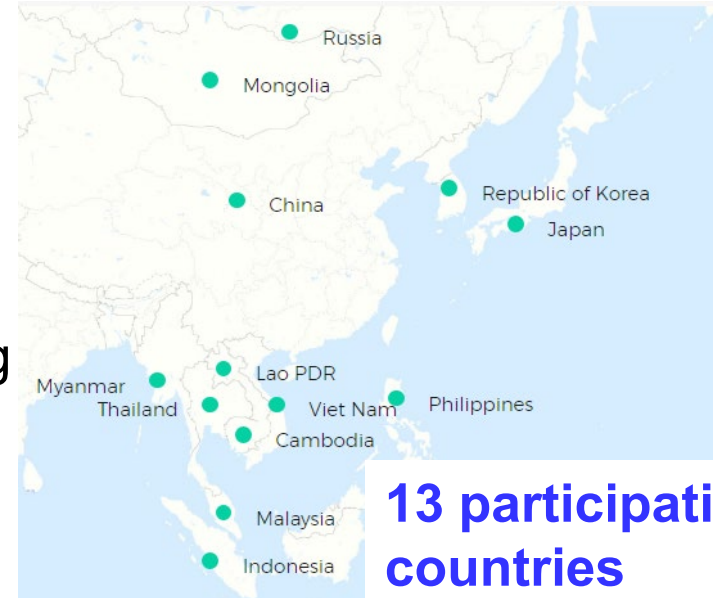 Russia
Mongolia
China
Republic of Korea
Japan
Lao PDR
Myanmar
Thailand
Viet Nam
Philippines
Cambodia
Malaysia
Indonesia
13
countries